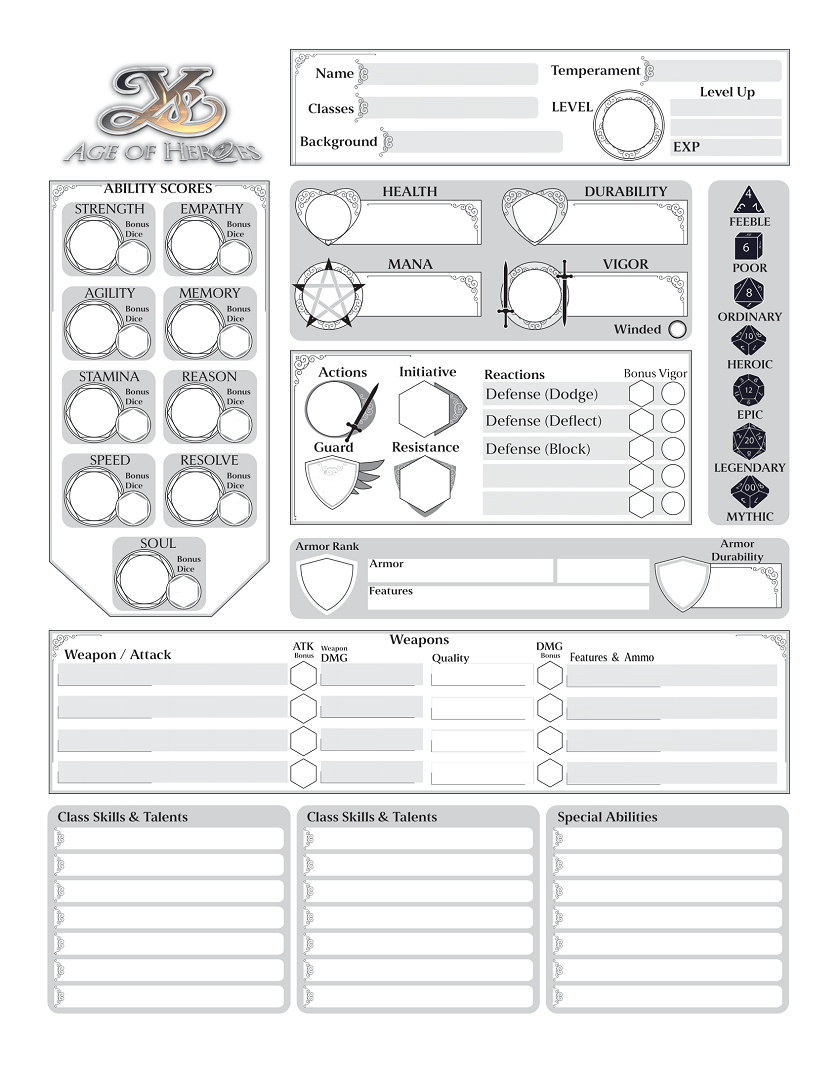 Ys
AGE OF HEROES
Name
Temperament
Classes
LEVEL
Level Up
Background
EXP
ABILITY SCORES
STRENGTH
Bonus
Dice
EMPATHY
Bonus
Dice
AGILITY
Bonus
Dice
MEMORY
Bonus
Dice
STAMINA
Bonus
Dice
REASON
Bonus
Dice
SPEED
Bonus
Dice
RESOLVE
Bonus
Dice
SOUL
Bonus
Dice
HEALTH
DURABILITY
MANA
VIGOR
Winded
4
FEEBLE
6
POOR
8
ORDINARY
10
HEROIC
12
EPIC
20
LEGENDARY
00
MYTHIC
Actions
Initiative
Guard
Resistance
Reactions
Bonus Vigor
Defense (Dodge)
Defense (Deflect)
Defense (Block)
Armor Rank
Armor
Features
Armor
Durability
Weapons
Weapon / Attack
ATK
Bonus
Weapon
DMG
Quality
DMG
Bonus
Features & Ammo
Class Skills & Talents
Class Skills & Talents
Special Abilities